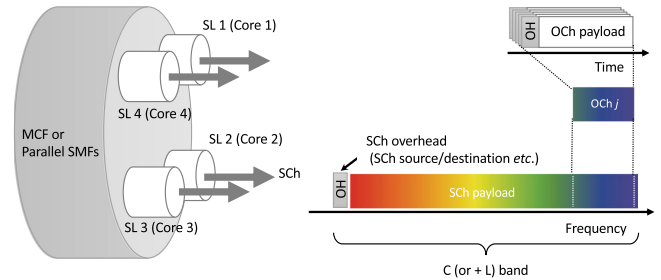 SL 1 (Core 1)
SL 4 (Core 4)
MCF or
Parallel SMFs
SL 2 (Core 2)
SCh
SL 3 (Core 3)
OH
OCh payload
Time
OCh j
SCh overhead
(SCh source/destination etc.)
OH
SCh payload
Frequency
C (or + L) band